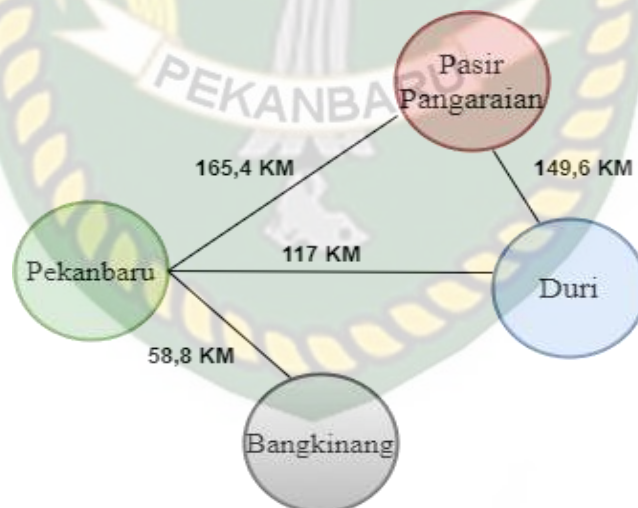 Pasir
Pangaraian
PEKANBARU
165,4 KM
149,6 KM
117 KM
Pekanbaru
Duri
58,8 KM
Bangkinang